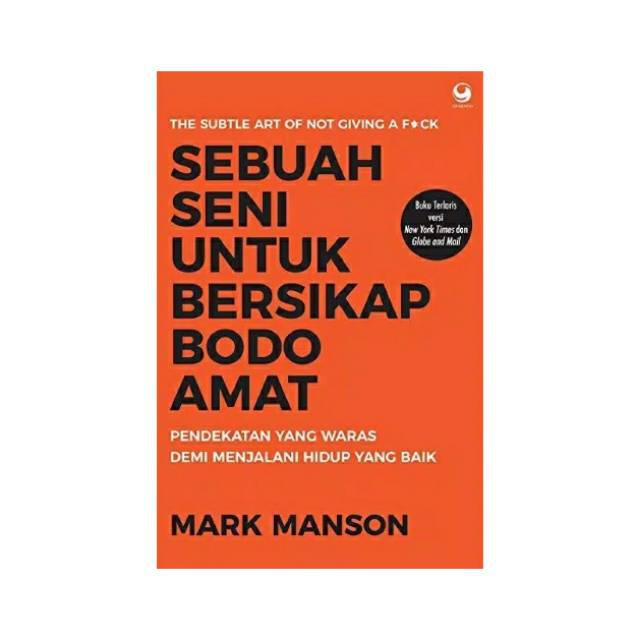 THE SUBTLE ART OF NOT GIVING A F*CK
SEBUAH
SENI
UNTUK
BERSIKAP
BODO
AMAT
Buku Terlaris
versi
New York Times dan
Globe and Mail
PENDEKATAN YANG WARAS
DEMI MENJALANI HIDUP YANG BAIK
MARK MANSON